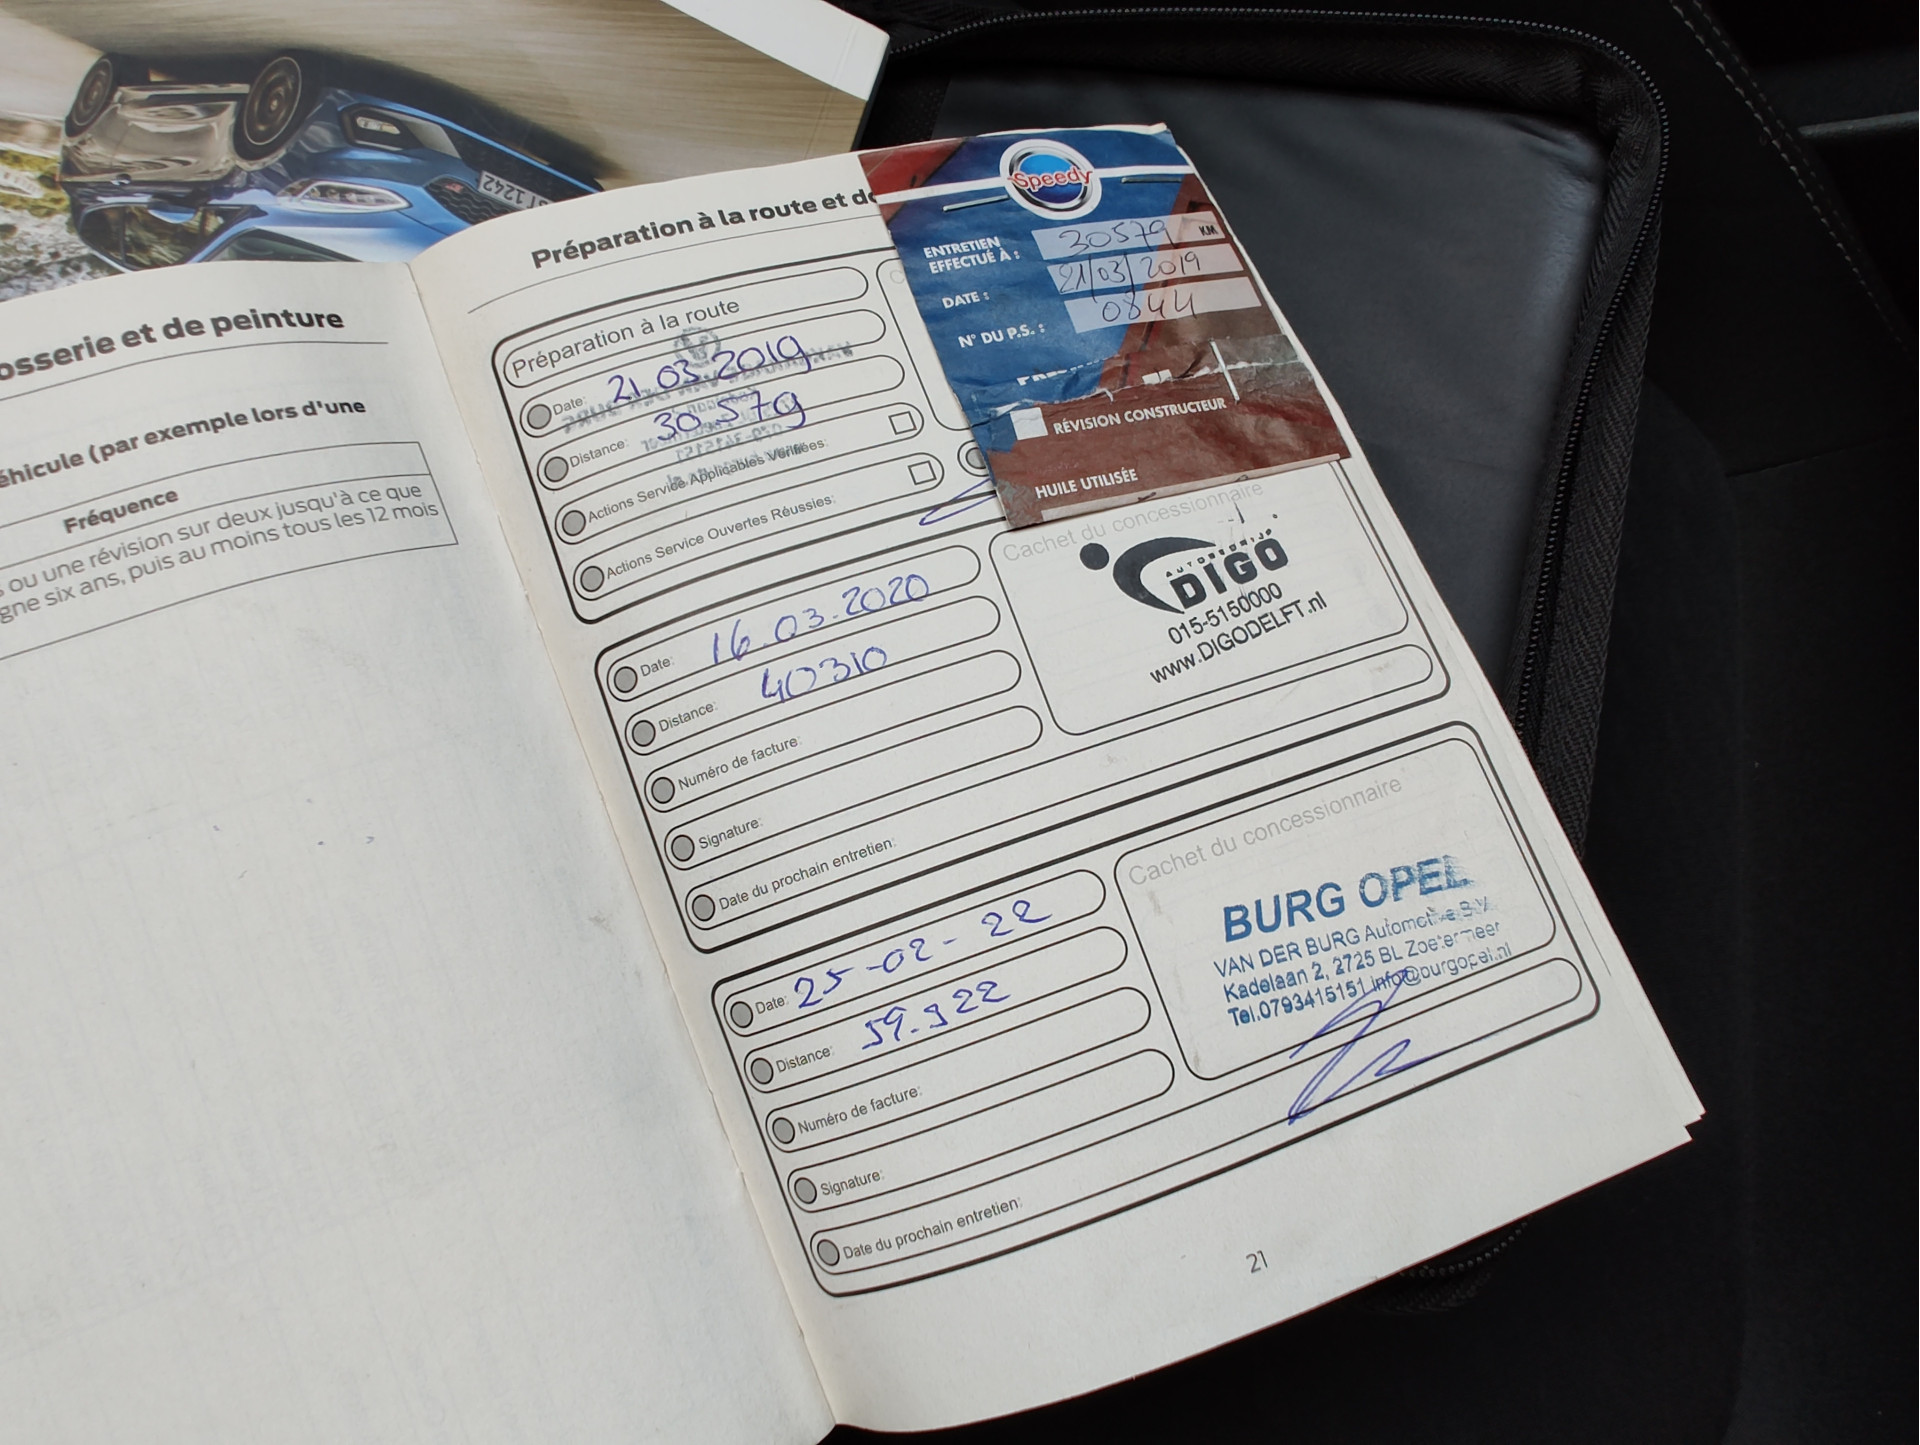 osserie et de peinture
éhicule (par exemple lors d'une
Fréquence
ou une révision sur deux jusqu'à ce que
gne six ans, puis au moins tous les 12 mois
Préparation à la route et de
Préparation à la route
Date: 21.03.2019
Distance: 30.579
Actions Service Applicables Vérifiées:
Actions Service Ouvertes Réussies:
Speedy
ENTRETIEN
EFFECTUÉ À : 30579 KM
DATE : 21/03/2019
N° DU P.S. : 0844
RÉVISION CONSTRUCTEUR
HUILE UTILISÉE
Date: 16.03.2020
Distance: 40310
Numéro de facture:
Signature:
Date du prochain entretien:
Cachet du concessionnaire
AUTOBEDRIJF
DIGO
015-5150000
www.DIGODELFT.nl
Date: 25-02-22
Distance: 59.922
Numéro de facture:
Signature:
Date du prochain entretien:
Cachet du concessionnaire
BURG OPEL
VAN DER BURG Automotive B.V.
Kadelaan 2, 2725 BL Zoetermeer
Tel.0793415151 info@burgopel.nl
21